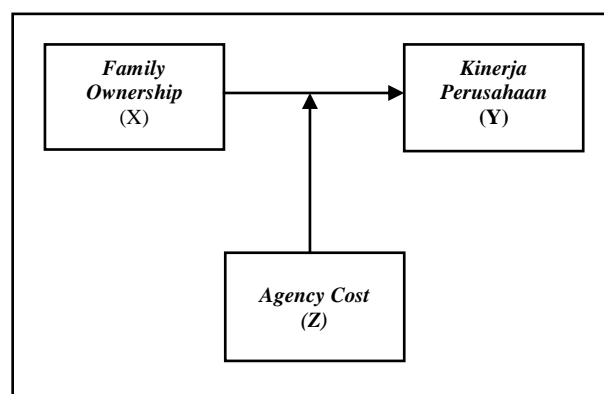 Family
Ownership
(X)
Kinerja
Perusahaan
(Y)
Agency Cost
(Z)